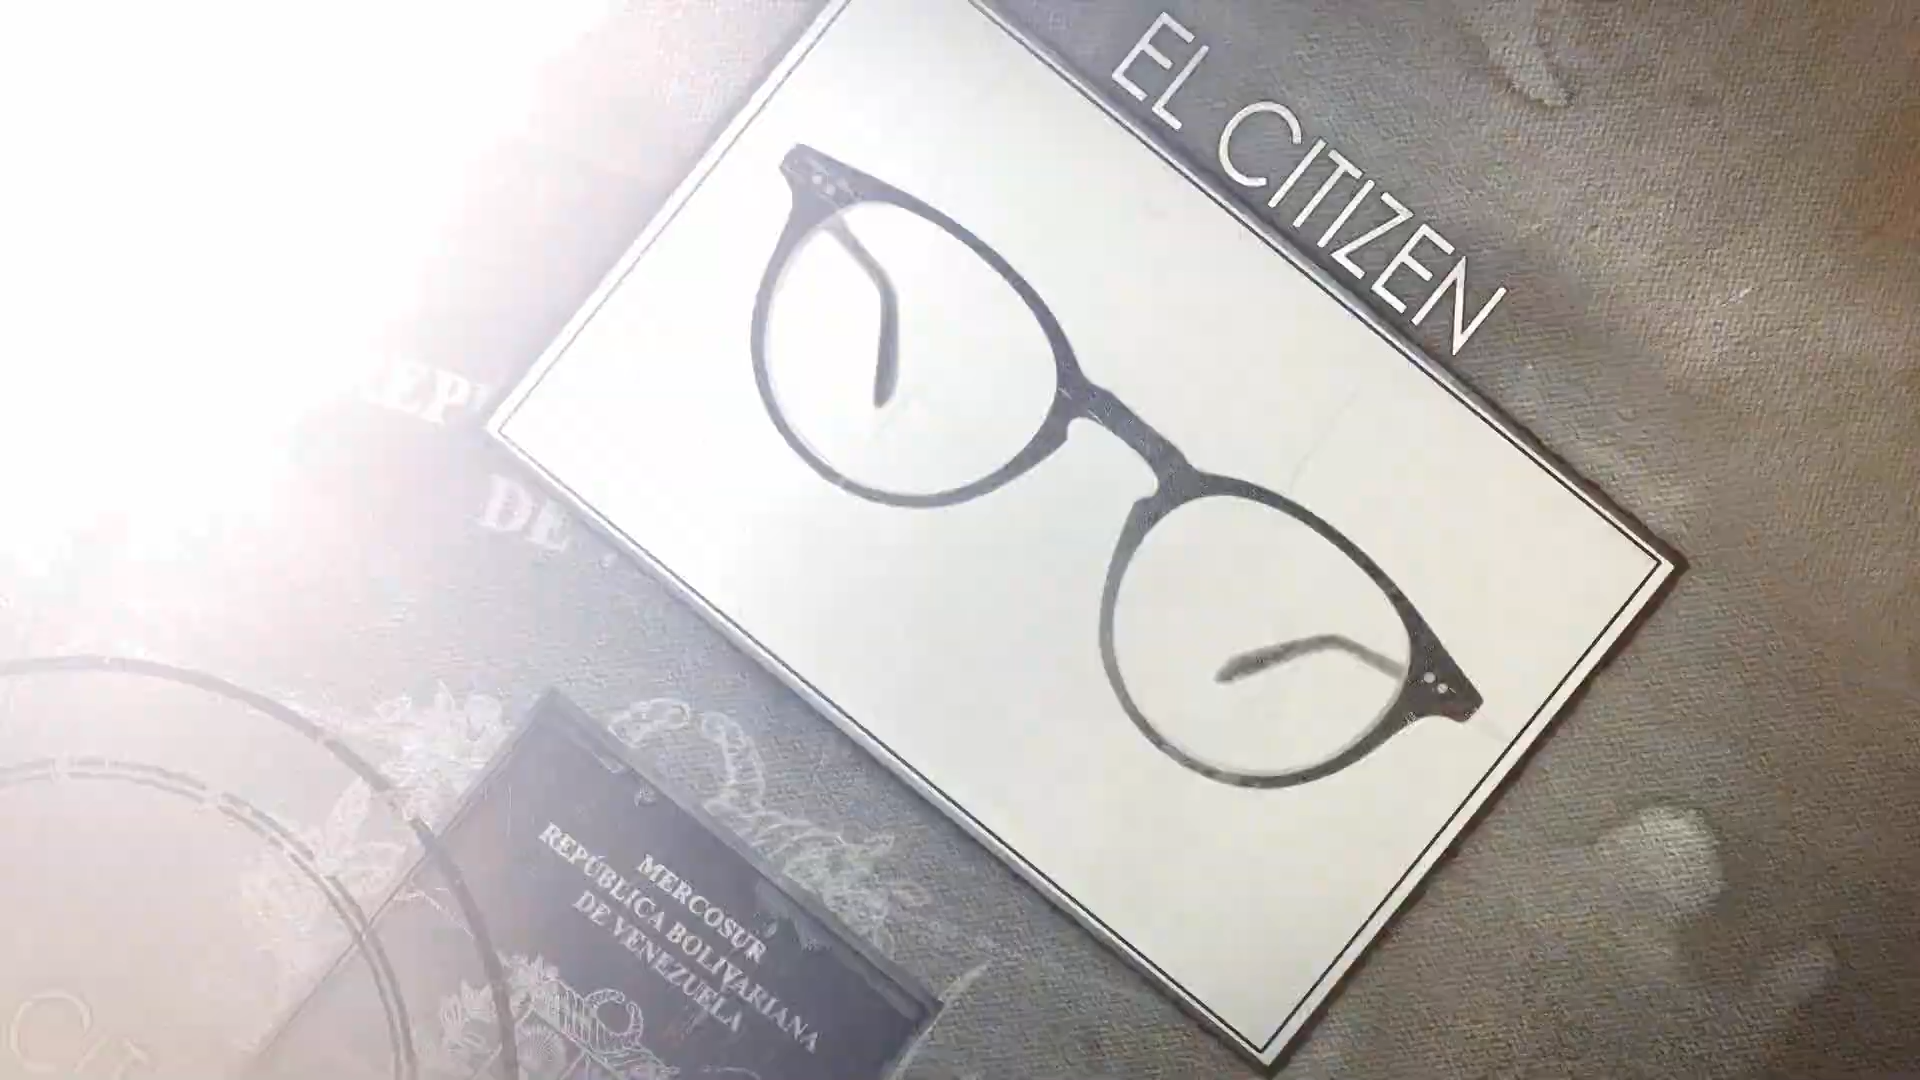 EL CITIZEN
DE
MERCOSUR
REPÚBLICA BOLIVARIANA
DE VENEZUELA